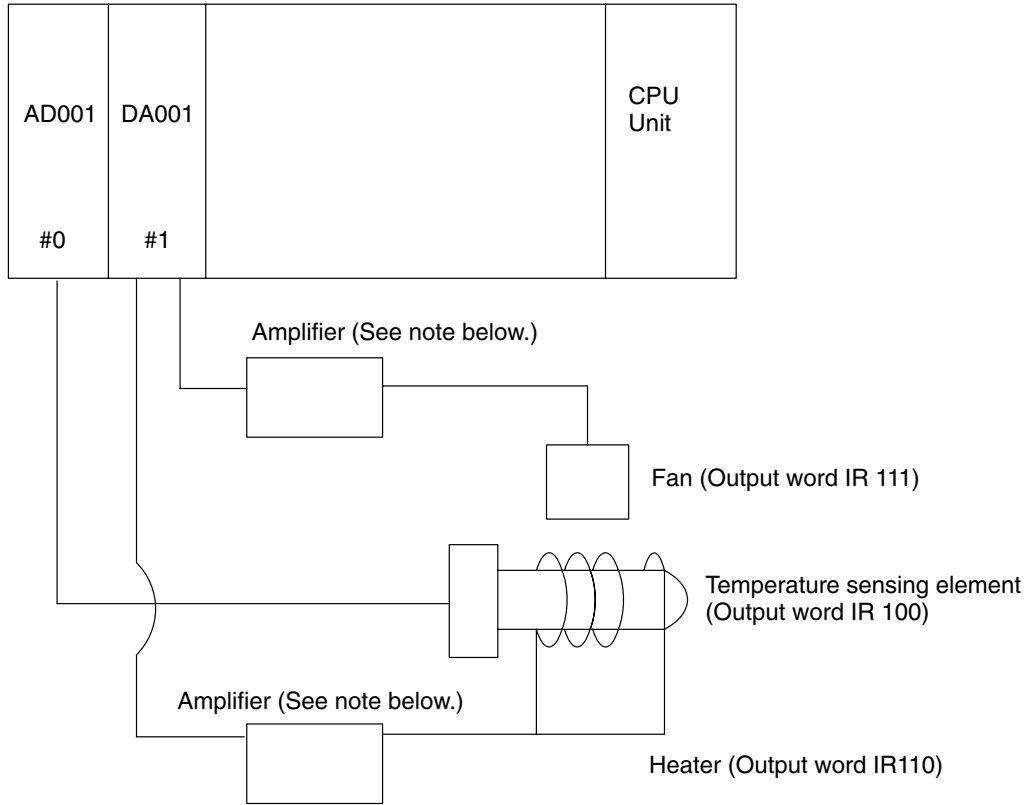 AD001
DA001
CPU
Unit
#0
#1
Amplifier (See note below.)
Fan (Output word IR 111)
Temperature sensing element
(Output word IR 100)
Amplifier (See note below.)
Heater (Output word IR110)